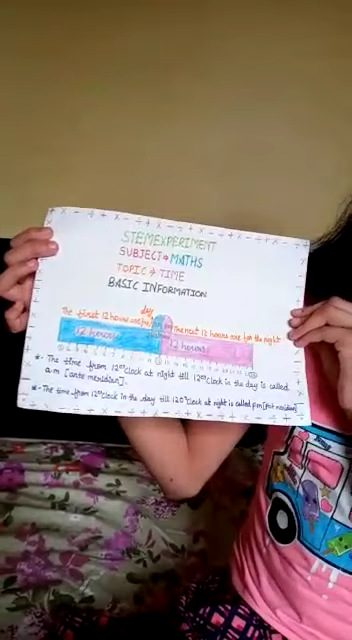 STEM EXPERIMENT
SUBJECT → MATHS
TOPIC → TIME
BASIC INFORMATION
The first 12 hours are for day
The next 12 hours are for the night
12 hours
12 hours
The time from 12 o'clock at night till 12 o'clock in the day is called
a.m [ante meridian].
The time from 12 o'clock in the day till 12 o'clock at night is called p.m [post meridian]